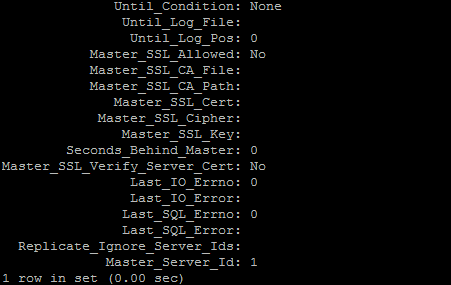 Until_Condition: None
Until_Log_File:
Until_Log_Pos: 0
Master_SSL_Allowed: No
Master_SSL_CA_File:
Master_SSL_CA_Path:
Master_SSL_Cert:
Master_SSL_Cipher:
Master_SSL_Key:
Seconds_Behind_Master: 0
Master_SSL_Verify_Server_Cert: No
Last_IO_Errno: 0
Last_IO_Error:
Last_SQL_Errno: 0
Last_SQL_Error:
Replicate_Ignore_Server_Ids:
Master_Server_Id: 1
1 row in set (0.00 sec)